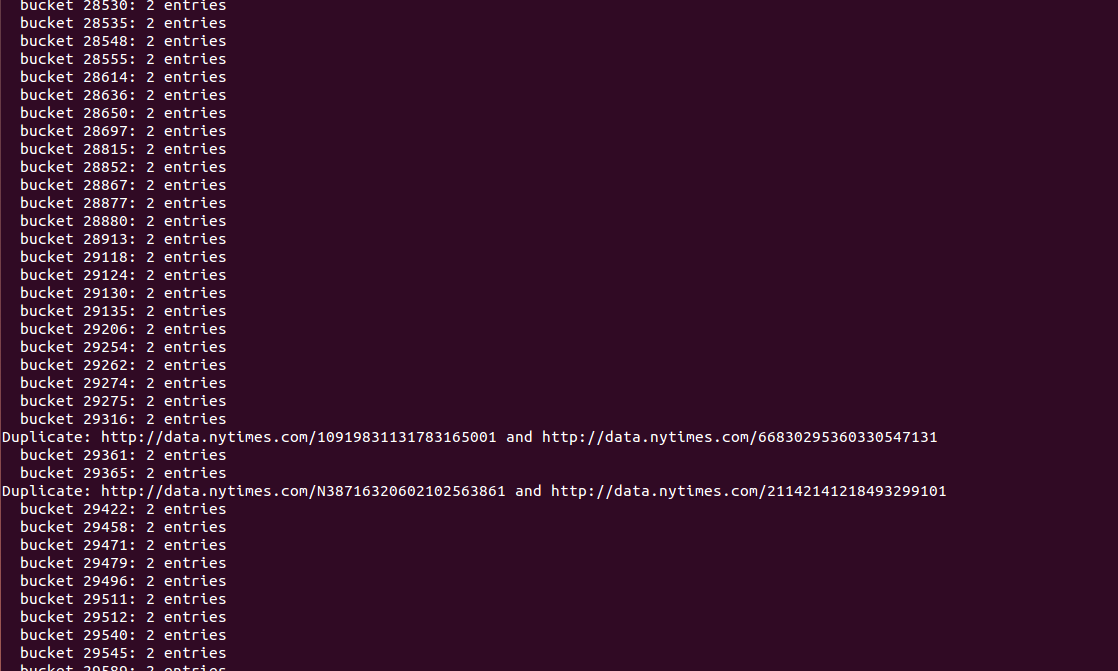 bucket 28530: 2 entries
bucket 28535: 2 entries
bucket 28548: 2 entries
bucket 28555: 2 entries
bucket 28614: 2 entries
bucket 28636: 2 entries
bucket 28650: 2 entries
bucket 28697: 2 entries
bucket 28815: 2 entries
bucket 28852: 2 entries
bucket 28867: 2 entries
bucket 28877: 2 entries
bucket 28880: 2 entries
bucket 28913: 2 entries
bucket 29118: 2 entries
bucket 29124: 2 entries
bucket 29130: 2 entries
bucket 29135: 2 entries
bucket 29206: 2 entries
bucket 29254: 2 entries
bucket 29262: 2 entries
bucket 29274: 2 entries
bucket 29275: 2 entries
bucket 29316: 2 entries
Duplicate: http://data.nytimes.com/10919831131783165001 and http://data.nytimes.com/66830295360330547131
bucket 29361: 2 entries
bucket 29365: 2 entries
Duplicate: http://data.nytimes.com/N38716320602102563861 and http://data.nytimes.com/21142141218493299101
bucket 29422: 2 entries
bucket 29458: 2 entries
bucket 29471: 2 entries
bucket 29479: 2 entries
bucket 29496: 2 entries
bucket 29511: 2 entries
bucket 29512: 2 entries
bucket 29540: 2 entries
bucket 29545: 2 entries
bucket 29589: 2 entries